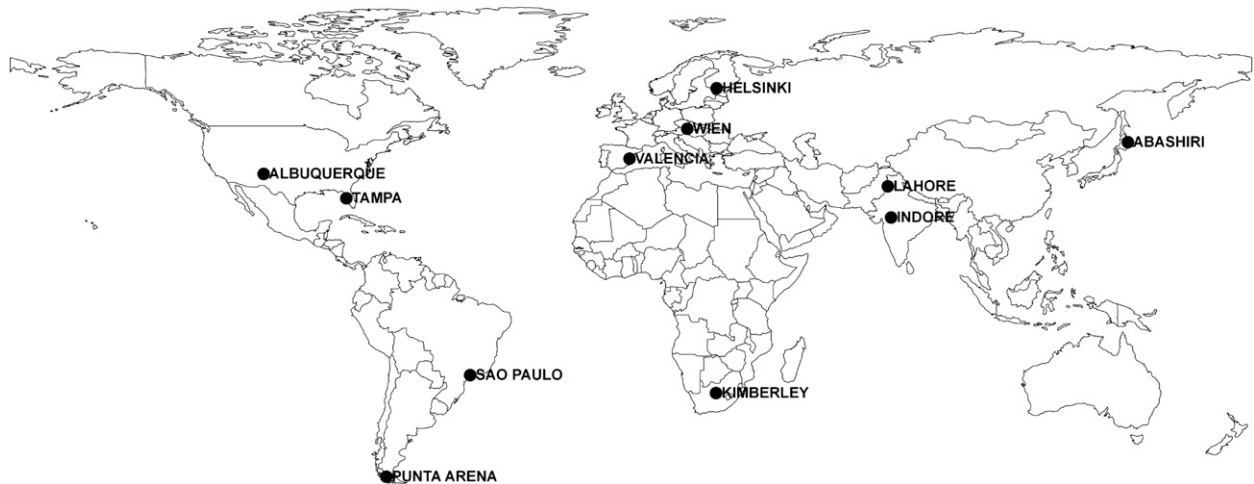 HELSINKI
WIEN
ABASHIRI
VALENCIA
ALBUQUERQUE
LAHORE
TAMPA
INDORE
SAO PAULO
KIMBERLEY
PUNTA ARENA